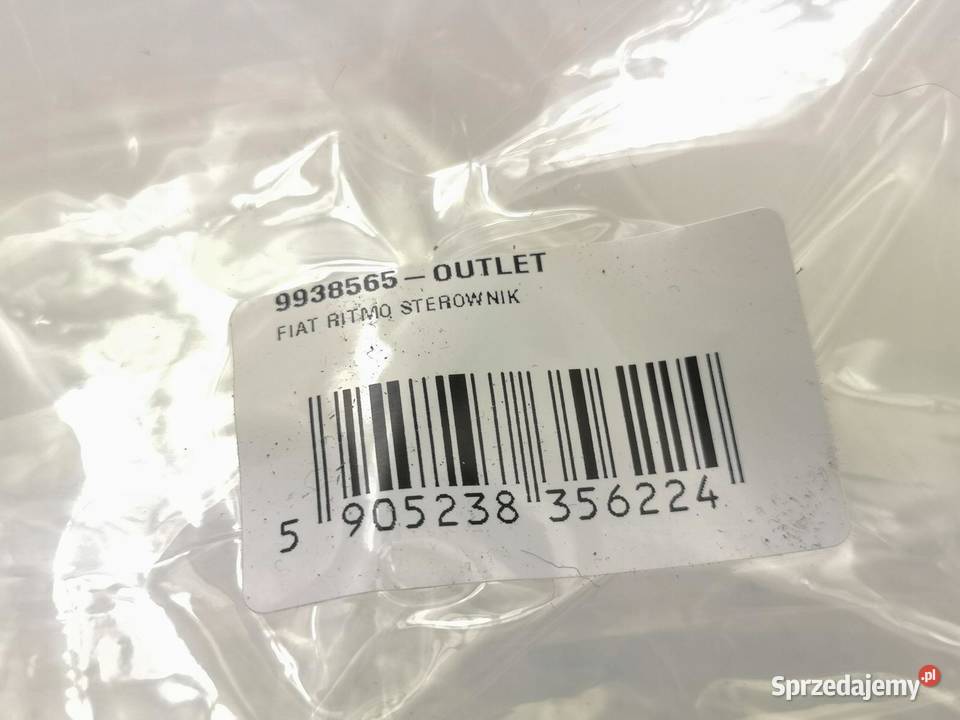 9938565 – OUTLET
FIAT RITMO STEROWNIK
5 905238 356224
Sprzedajemy.pl